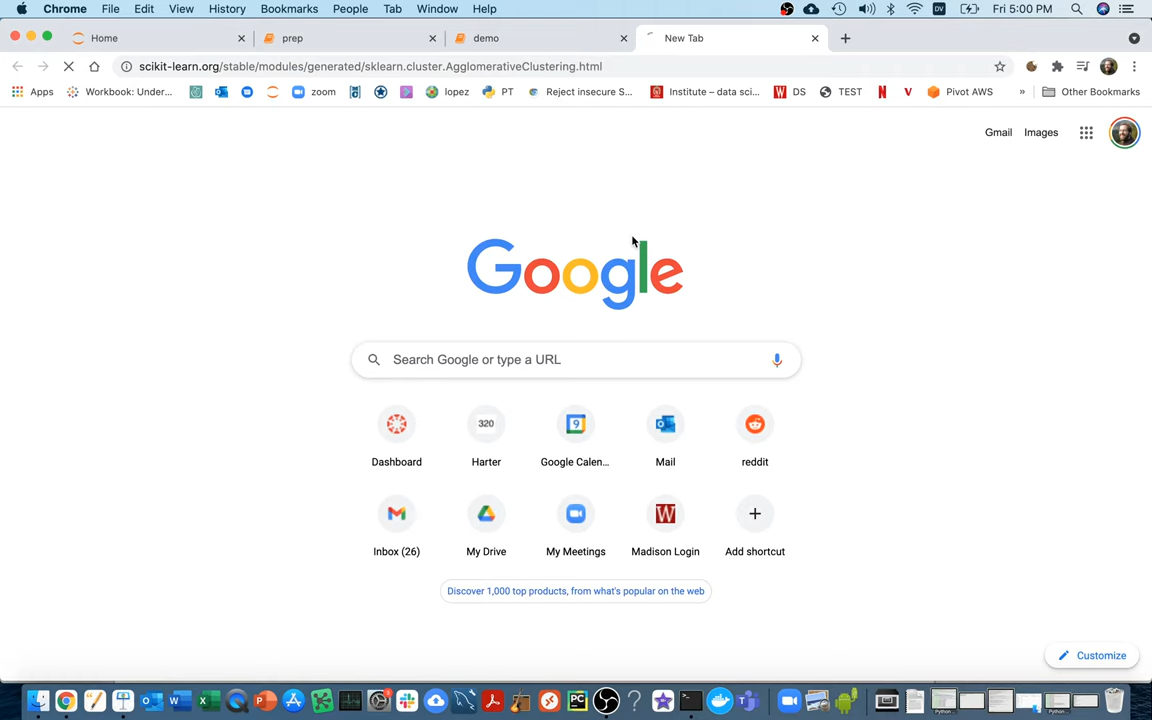 Chrome File Edit View History Bookmarks People Tab Window Help DV Fri 5:00 PM
Home prep demo New Tab
scikit-learn.org/stable/modules/generated/sklearn.cluster.AgglomerativeClustering.html
Apps Workbook: Under... zoom lopez PT Reject insecure S... Institute – data sci... DS TEST Pivot AWS » Other Bookmarks
Gmail Images
Google
Search Google or type a URL
320 9
Dashboard Harter Google Calen... Mail reddit
Inbox (26) My Drive My Meetings Madison Login Add shortcut
Discover 1,000 top products, from what's popular on the web
Customize